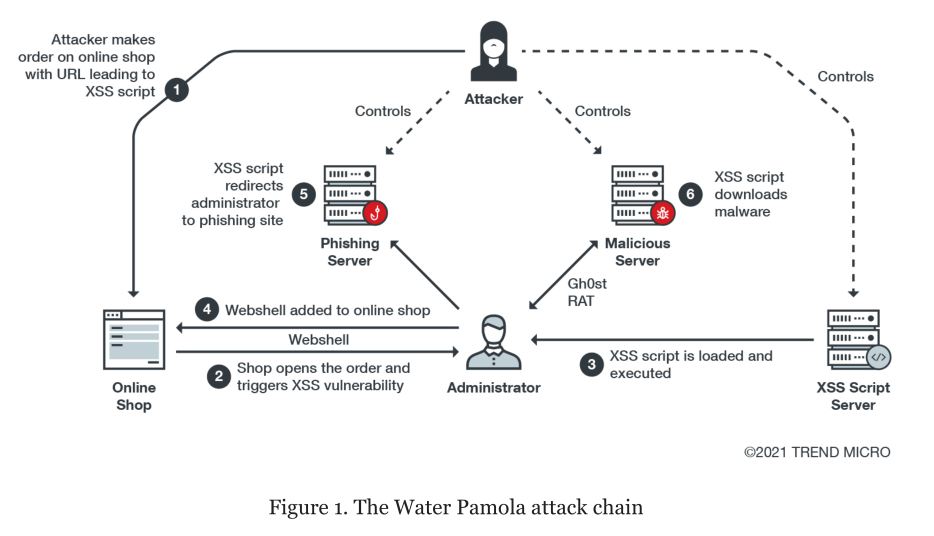 Attacker makes
order on online shop
with URL leading to
XSS script
1
Attacker
Controls
Controls
Controls
XSS script
redirects
administrator
to phishing site
5
Phishing
Server
6
XSS script
downloads
malware
Malicious
Server
Gh0st
RAT
4 Webshell added to online shop
Webshell
2 Shop opens the order and
triggers XSS vulnerability
3 XSS script is loaded and
executed
</>
Online
Shop
Administrator
XSS Script
Server
©2021 TREND MICRO
Figure 1. The Water Pamola attack chain